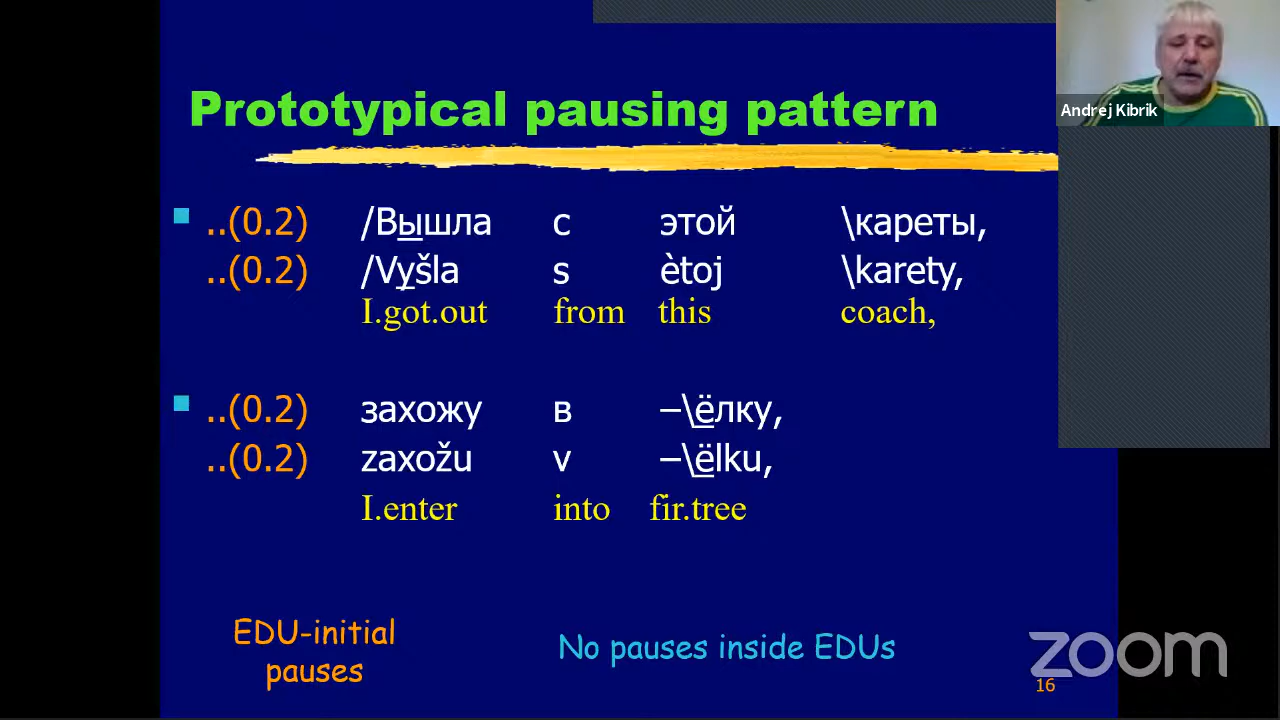 Prototypical pausing pattern
Andrej Kibrik
..(0.2) /Вышла с этой \кареты,
..(0.2) /Vyšla s ètoj \karety,
I.got.out from this coach,
..(0.2) захожу в –\ёлку,
..(0.2) zaxožu v –\ëlku,
I.enter into fir.tree
EDU-initial
pauses
No pauses inside EDUs
zoom
16